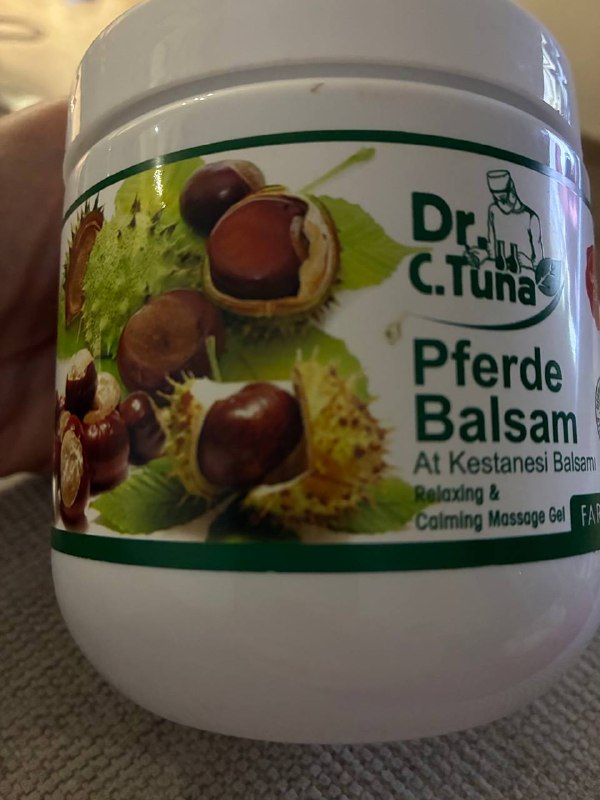 Dr.
C.Tuna
Pferde
Balsam
At Kestanesi Balsamı
Relaxing &
Calming Massage Gel